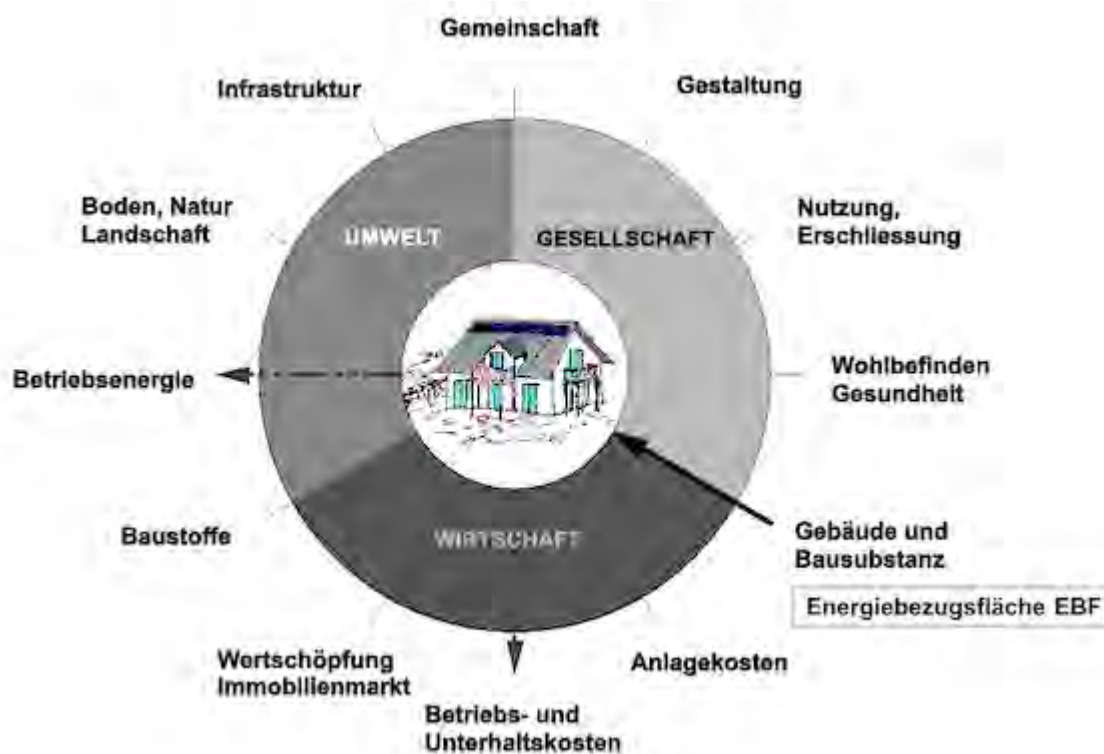 Gemeinschaft
Infrastruktur
Gestaltung
Boden, Natur
Landschaft
UMWELT
GESELLSCHAFT
Nutzung,
Erschliessung
Betriebsenergie
Wohlbefinden
Gesundheit
Baustoffe
WIRTSCHAFT
Gebäude und
Bausubstanz
Energiebezugsfläche EBF
Wertschöpfung
Immobilienmarkt
Anlagekosten
Betriebs- und
Unterhaltskosten